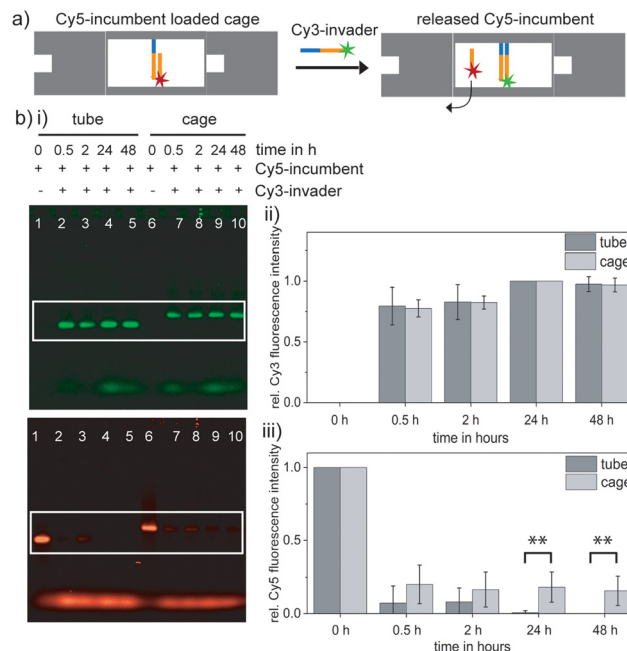 a) Cy5-incumbent loaded cage
Cy3-invader
released Cy5-incumbent
b) i) tube cage
0 0.5 2 24 48 0 0.5 2 24 48 time in h
+ + + + + + + + + + Cy5-incumbent
- + + + + - + + + + Cy3-invader
1 2 3 4 5 6 7 8 9 10
1 2 3 4 5 6 7 8 9 10
ii)
tube
cage
rel. Cy3 fluorescence intensity
1.0
0.5
0.0
0 h 0.5 h 2 h 24 h 48 h
time in hours
iii)
tube
cage
rel. Cy5 fluorescence intensity
1.0
0.5
0.0
** **
0 h 0.5 h 2 h 24 h 48 h
time in hours